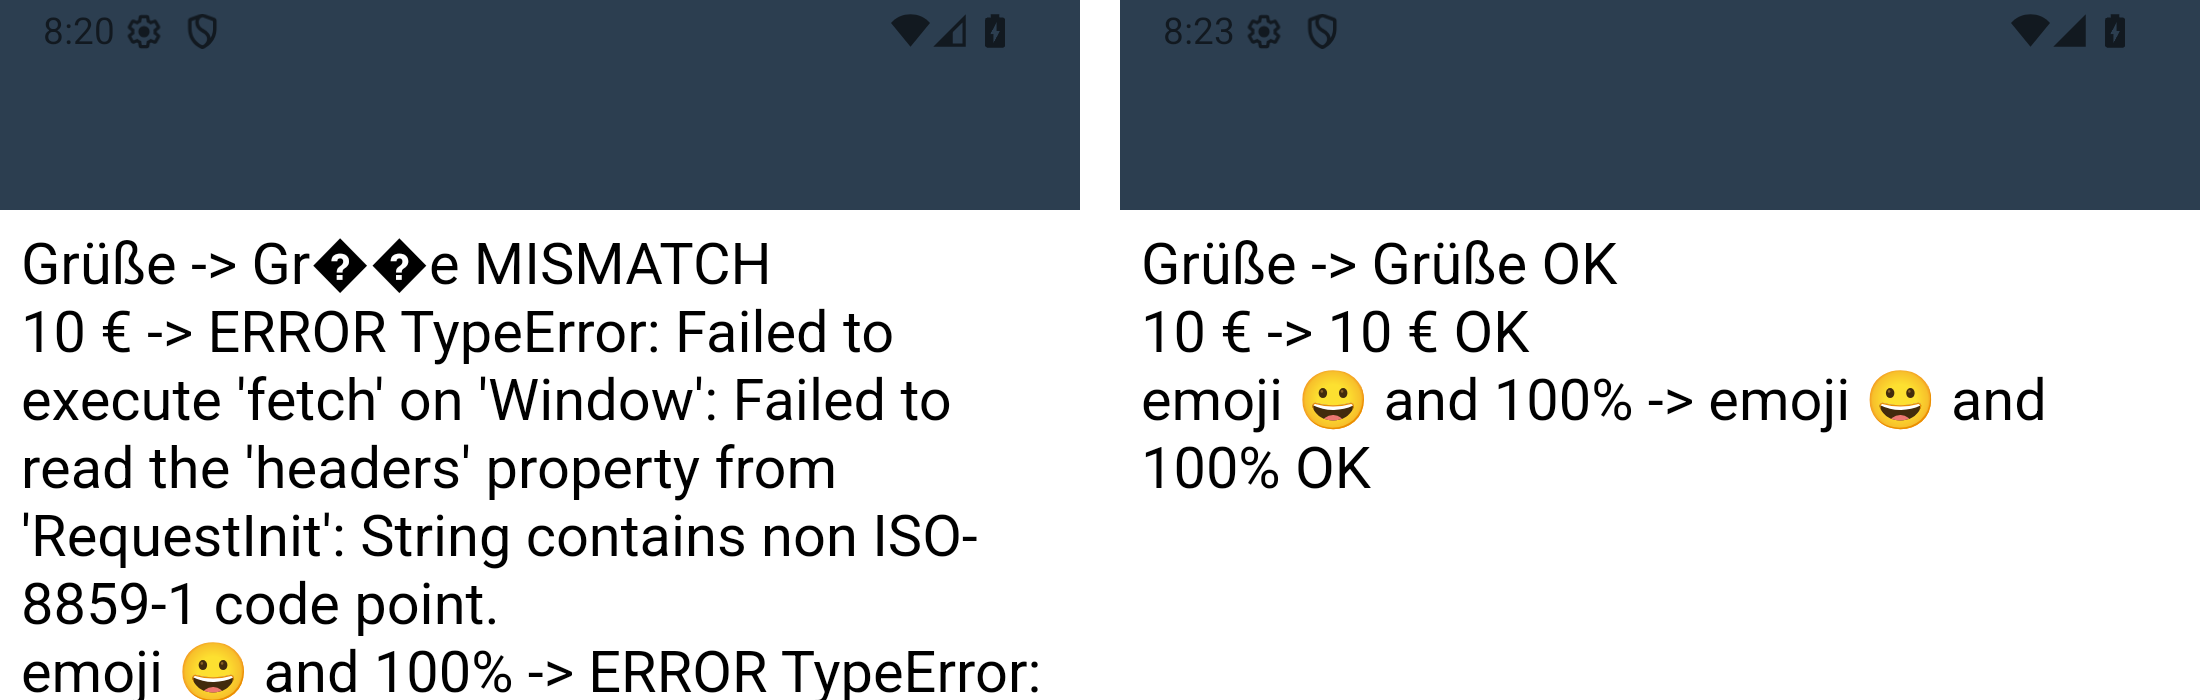 8:20
Grüße -> Gr��e MISMATCH
10 € -> ERROR TypeError: Failed to
execute 'fetch' on 'Window': Failed to
read the 'headers' property from
'RequestInit': String contains non ISO-
8859-1 code point.
emoji 😀 and 100% -> ERROR TypeError:
8:23
Grüße -> Grüße OK
10 € -> 10 € OK
emoji 😀 and 100% -> emoji 😀 and
100% OK